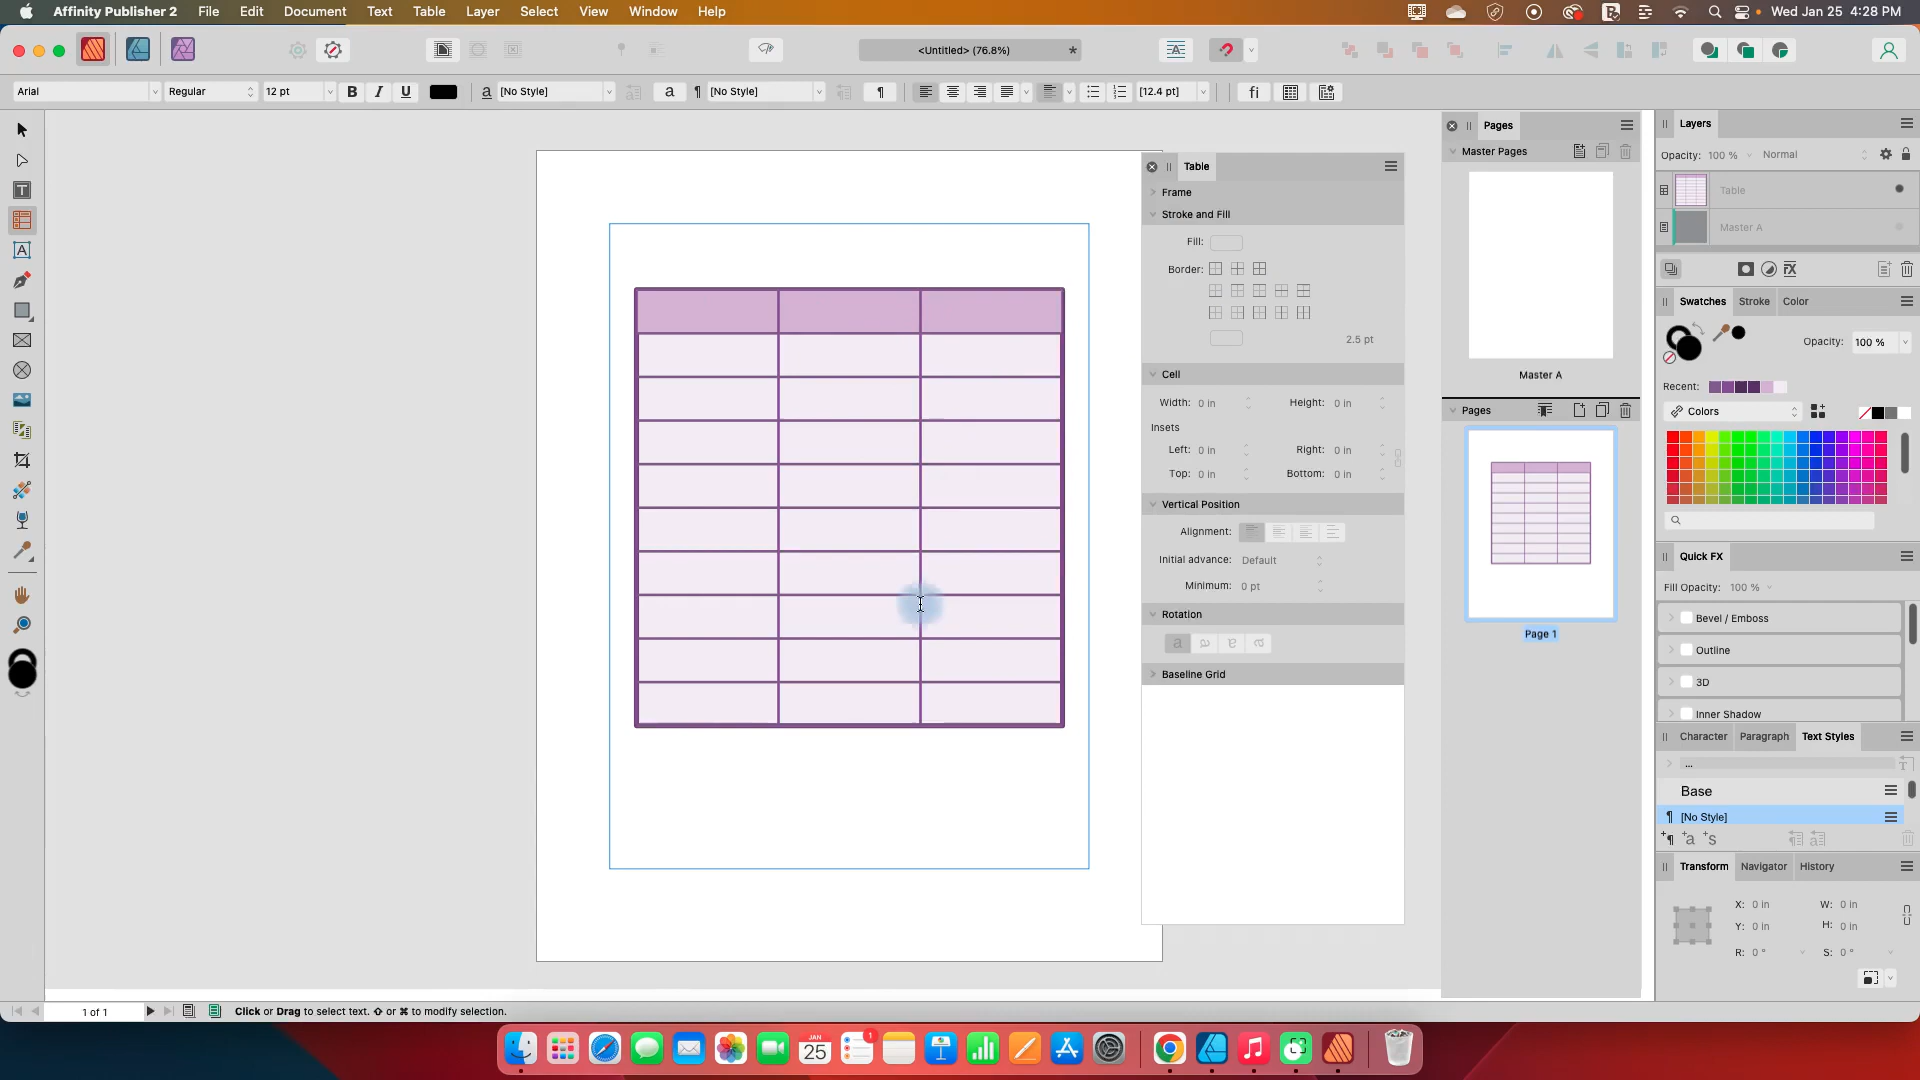 Affinity Publisher 2 File Edit Document Text Table Layer Select View Window Help Wed Jan 25 4:28 PM
<Untitled> (76.8%) *
Arial Regular 12 pt B I U a [No Style] a ¶ [No Style] ¶ [12.4 pt] fi
Table
Frame
Stroke and Fill
Fill:
Border:
2.5 pt
Cell
Width: 0 in Height: 0 in
Insets
Left: 0 in Right: 0 in
Top: 0 in Bottom: 0 in
Vertical Position
Alignment:
Initial advance: Default
Minimum: 0 pt
Rotation
a a a a
Baseline Grid
Pages
Master Pages
Master A
Pages
Page 1
Layers
Opacity: 100 % Normal
Table
Master A
Swatches Stroke Color
Opacity: 100 %
Recent:
Colors
Quick FX
Fill Opacity: 100 %
Bevel / Emboss
Outline
3D
Inner Shadow
Character Paragraph Text Styles
...
Base
¶ [No Style]
Transform Navigator History
X: 0 in W: 0 in
Y: 0 in H: 0 in
R: 0 ° S: 0 °
1 of 1 Click or Drag to select text. ⇧ or ⌘ to modify selection.
JAN
25
1